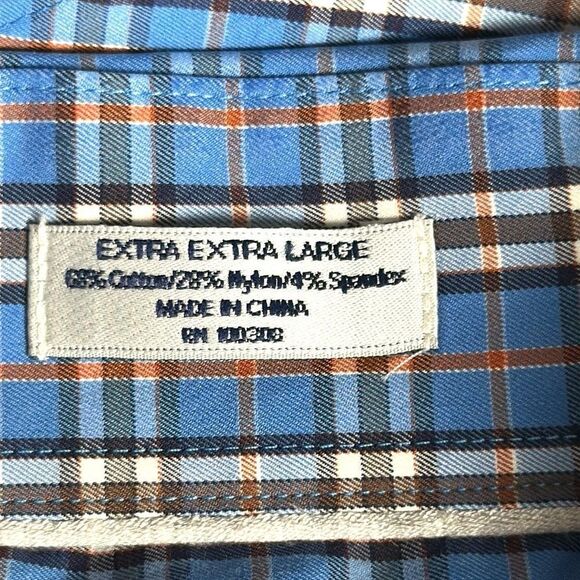 EXTRA EXTRA LARGE
68% Cotton/28% Nylon/4% Spandex
MADE IN CHINA
RN 100308